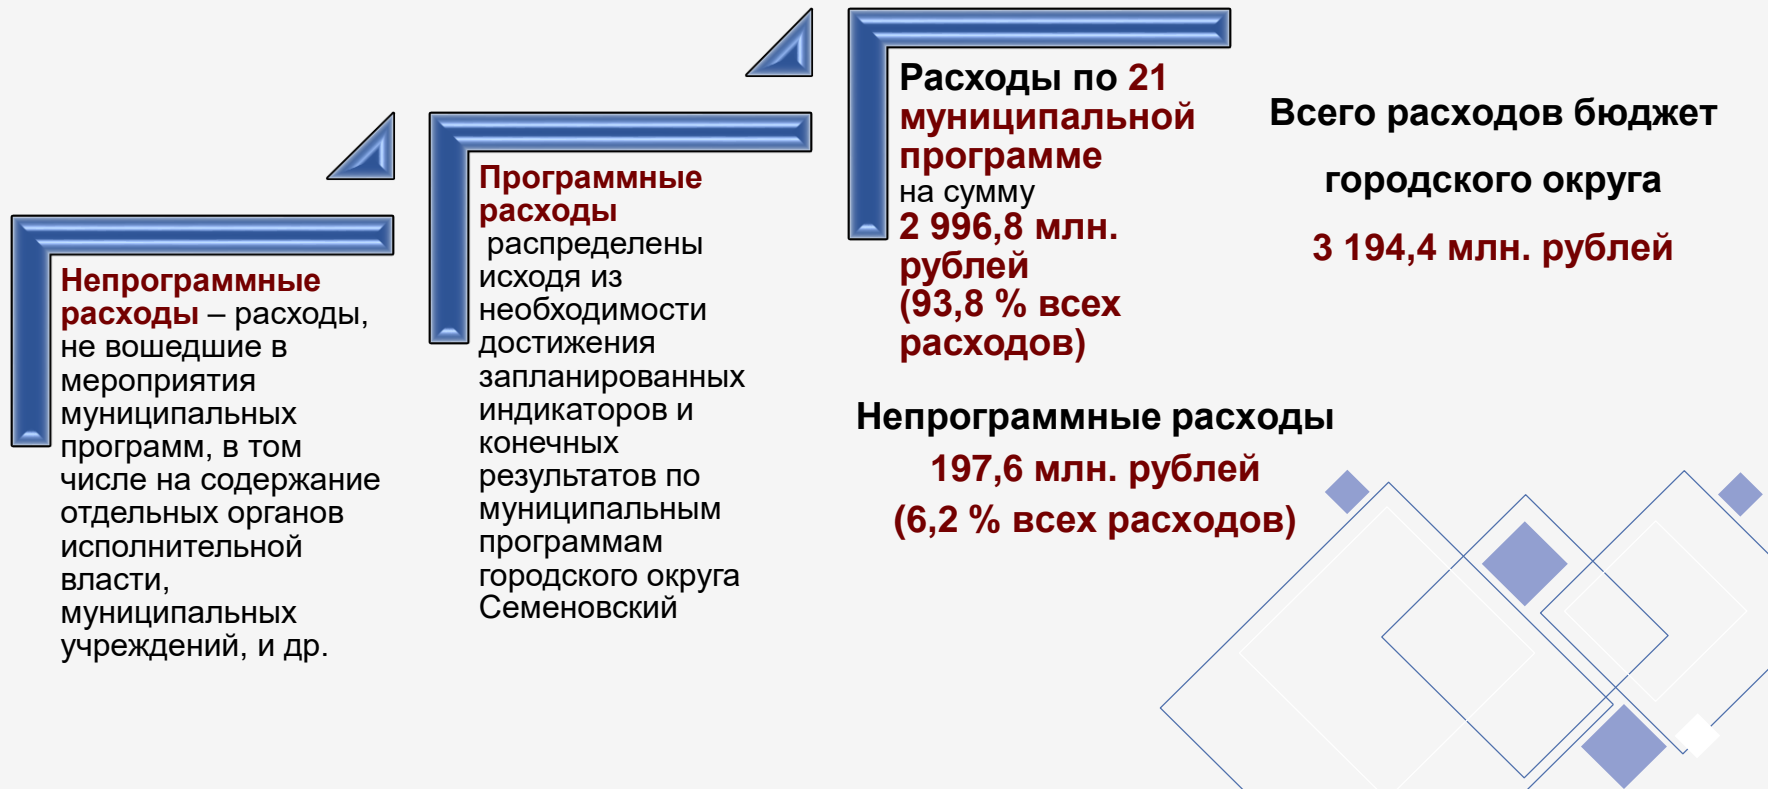 Непрограммные
расходы – расходы,
не вошедшие в
мероприятия
муниципальных
программ, в том
числе на содержание
отдельных органов
исполнительной
власти,
муниципальных
учреждений, и др.
Программные
расходы
распределены
исходя из
необходимости
достижения
запланированных
индикаторов и
конечных
результатов по
муниципальным
программам
городского округа
Семеновский
Расходы по 21
муниципальной
программе
на сумму
2 996,8 млн.
рублей
(93,8 % всех
расходов)
Непрограммные расходы
197,6 млн. рублей
(6,2 % всех расходов)
Всего расходов бюджет
городского округа
3 194,4 млн. рублей